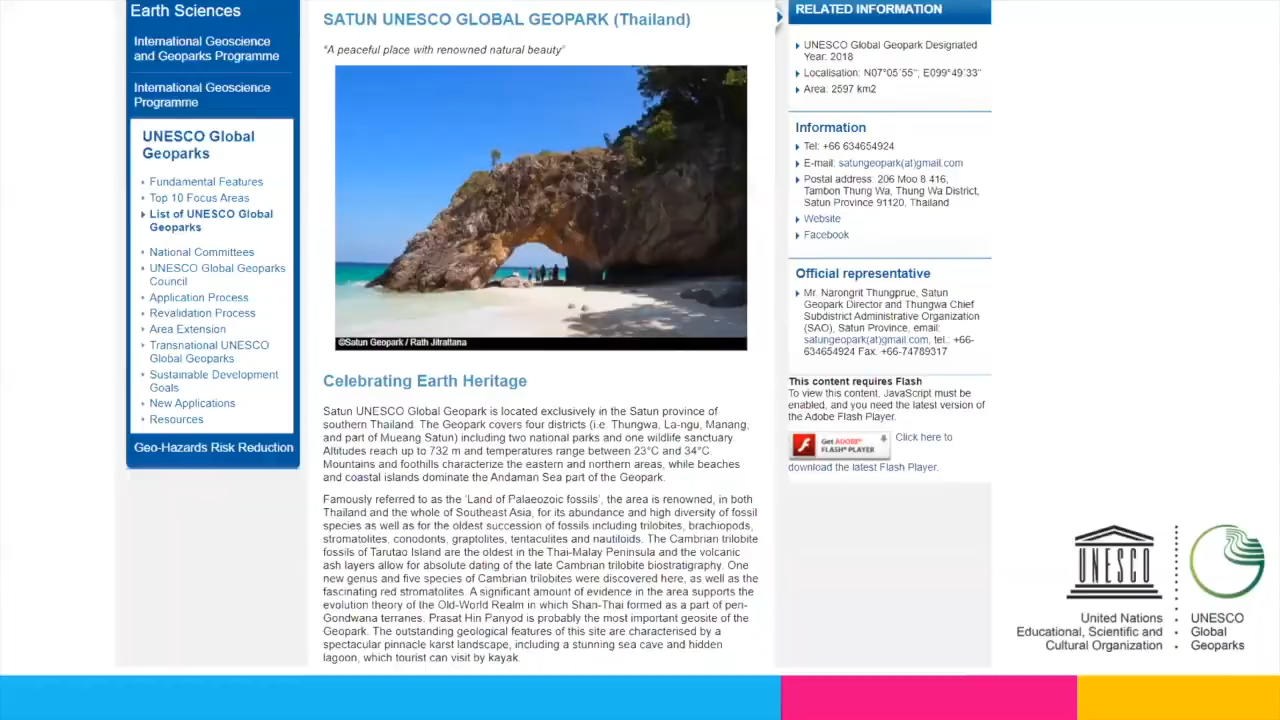 Earth Sciences
International Geoscience
and Geoparks Programme
International Geoscience
Programme
UNESCO Global
Geoparks
Fundamental Features
Top 10 Focus Areas
List of UNESCO Global
Geoparks
National Committees
UNESCO Global Geoparks
Council
Application Process
Revalidation Process
Area Extension
Transnational UNESCO
Global Geoparks
Sustainable Development
Goals
New Applications
Resources
Geo-Hazards Risk Reduction
SATUN UNESCO GLOBAL GEOPARK (Thailand)
"A peaceful place with renowned natural beauty"
©Satun Geopark / Rath Jitrattana
Celebrating Earth Heritage
Satun UNESCO Global Geopark is located exclusively in the Satun province of
southern Thailand. The Geopark covers four districts (i.e Thungwa, La-ngu, Manang,
and part of Mueang Satun) including two national parks and one wildlife sanctuary.
Altitudes reach up to 732 m and temperatures range between 23°C and 34°C.
Mountains and foothills characterize the eastern and northern areas, while beaches
and coastal islands dominate the Andaman Sea part of the Geopark.
Famously referred to as the 'Land of Palaeozoic fossils', the area is renowned, in both
Thailand and the whole of Southeast Asia, for its abundance and high diversity of fossil
species as well as for the oldest succession of fossils including trilobites, brachiopods,
stromatolites, conodonts, graptolites, tentaculites and nautiloids. The Cambrian trilobite
fossils of Tarutao Island are the oldest in the Thai-Malay Peninsula and the volcanic
ash layers allow for absolute dating of the late Cambrian trilobite biostratigraphy. One
new genus and five species of Cambrian trilobites were discovered here, as well as the
fascinating red stromatolites. A significant amount of evidence in the area supports the
evolution theory of the Old-World Realm in which Shan-Thai formed as a part of peri-
Gondwana terranes. Prasat Hin Panyod is probably the most important geosite of the
Geopark. The outstanding geological features of this site are characterised by a
spectacular pinnacle karst landscape, including a stunning sea cave and hidden
lagoon, which tourist can visit by kayak.
RELATED INFORMATION
UNESCO Global Geopark Designated
Year: 2018
Localisation: N07°05´55"; E099°49´33"
Area: 2597 km2
Information
Tel: +66 634654924
E-mail: satungeopark(at)gmail.com
Postal address: 206 Moo 8 416,
Tambon Thung Wa, Thung Wa District,
Satun Province 91120, Thailand
Website
Facebook
Official representative
Mr. Narongrit Thungprue, Satun
Geopark Director and Thungwa Chief
Subdistrict Administrative Organization
(SAO), Satun Province, email:
satungeopark(at)gmail.com, tel.: +66-
634654924 Fax. +66-74789317
This content requires Flash
To view this content, JavaScript must be
enabled, and you need the latest version of
the Adobe Flash Player.
Get ADOBE®
FLASH® PLAYER
Click here to
download the latest Flash Player.
UNESCO
United Nations
Educational, Scientific and
Cultural Organization
UNESCO
Global
Geoparks